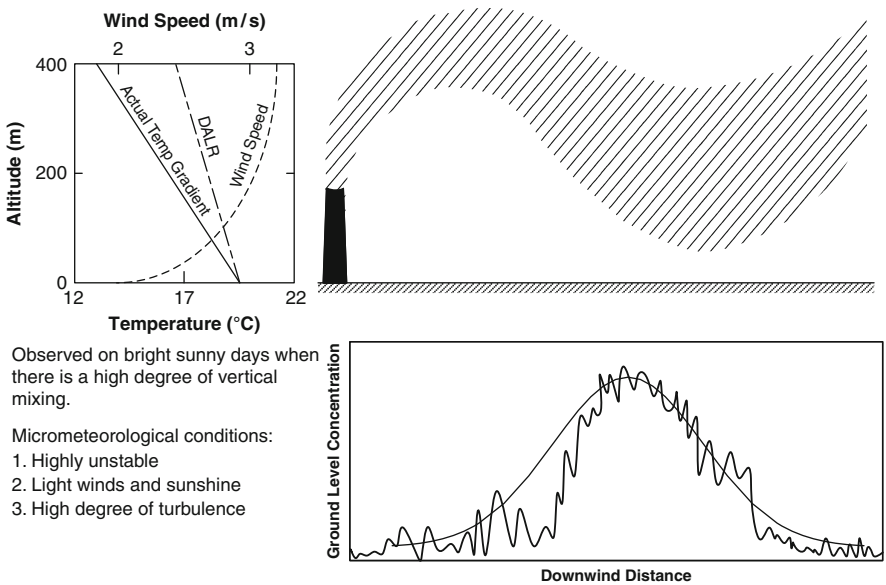 Wind Speed (m/s)
2 3
400
200
0
Altitude (m)
Actual Temp Gradient
DALR
Wind Speed
12 17 22
Temperature (°C)
Observed on bright sunny days when
there is a high degree of vertical
mixing.
Micrometeorological conditions:
1. Highly unstable
2. Light winds and sunshine
3. High degree of turbulence
Ground Level Concentration
Downwind Distance